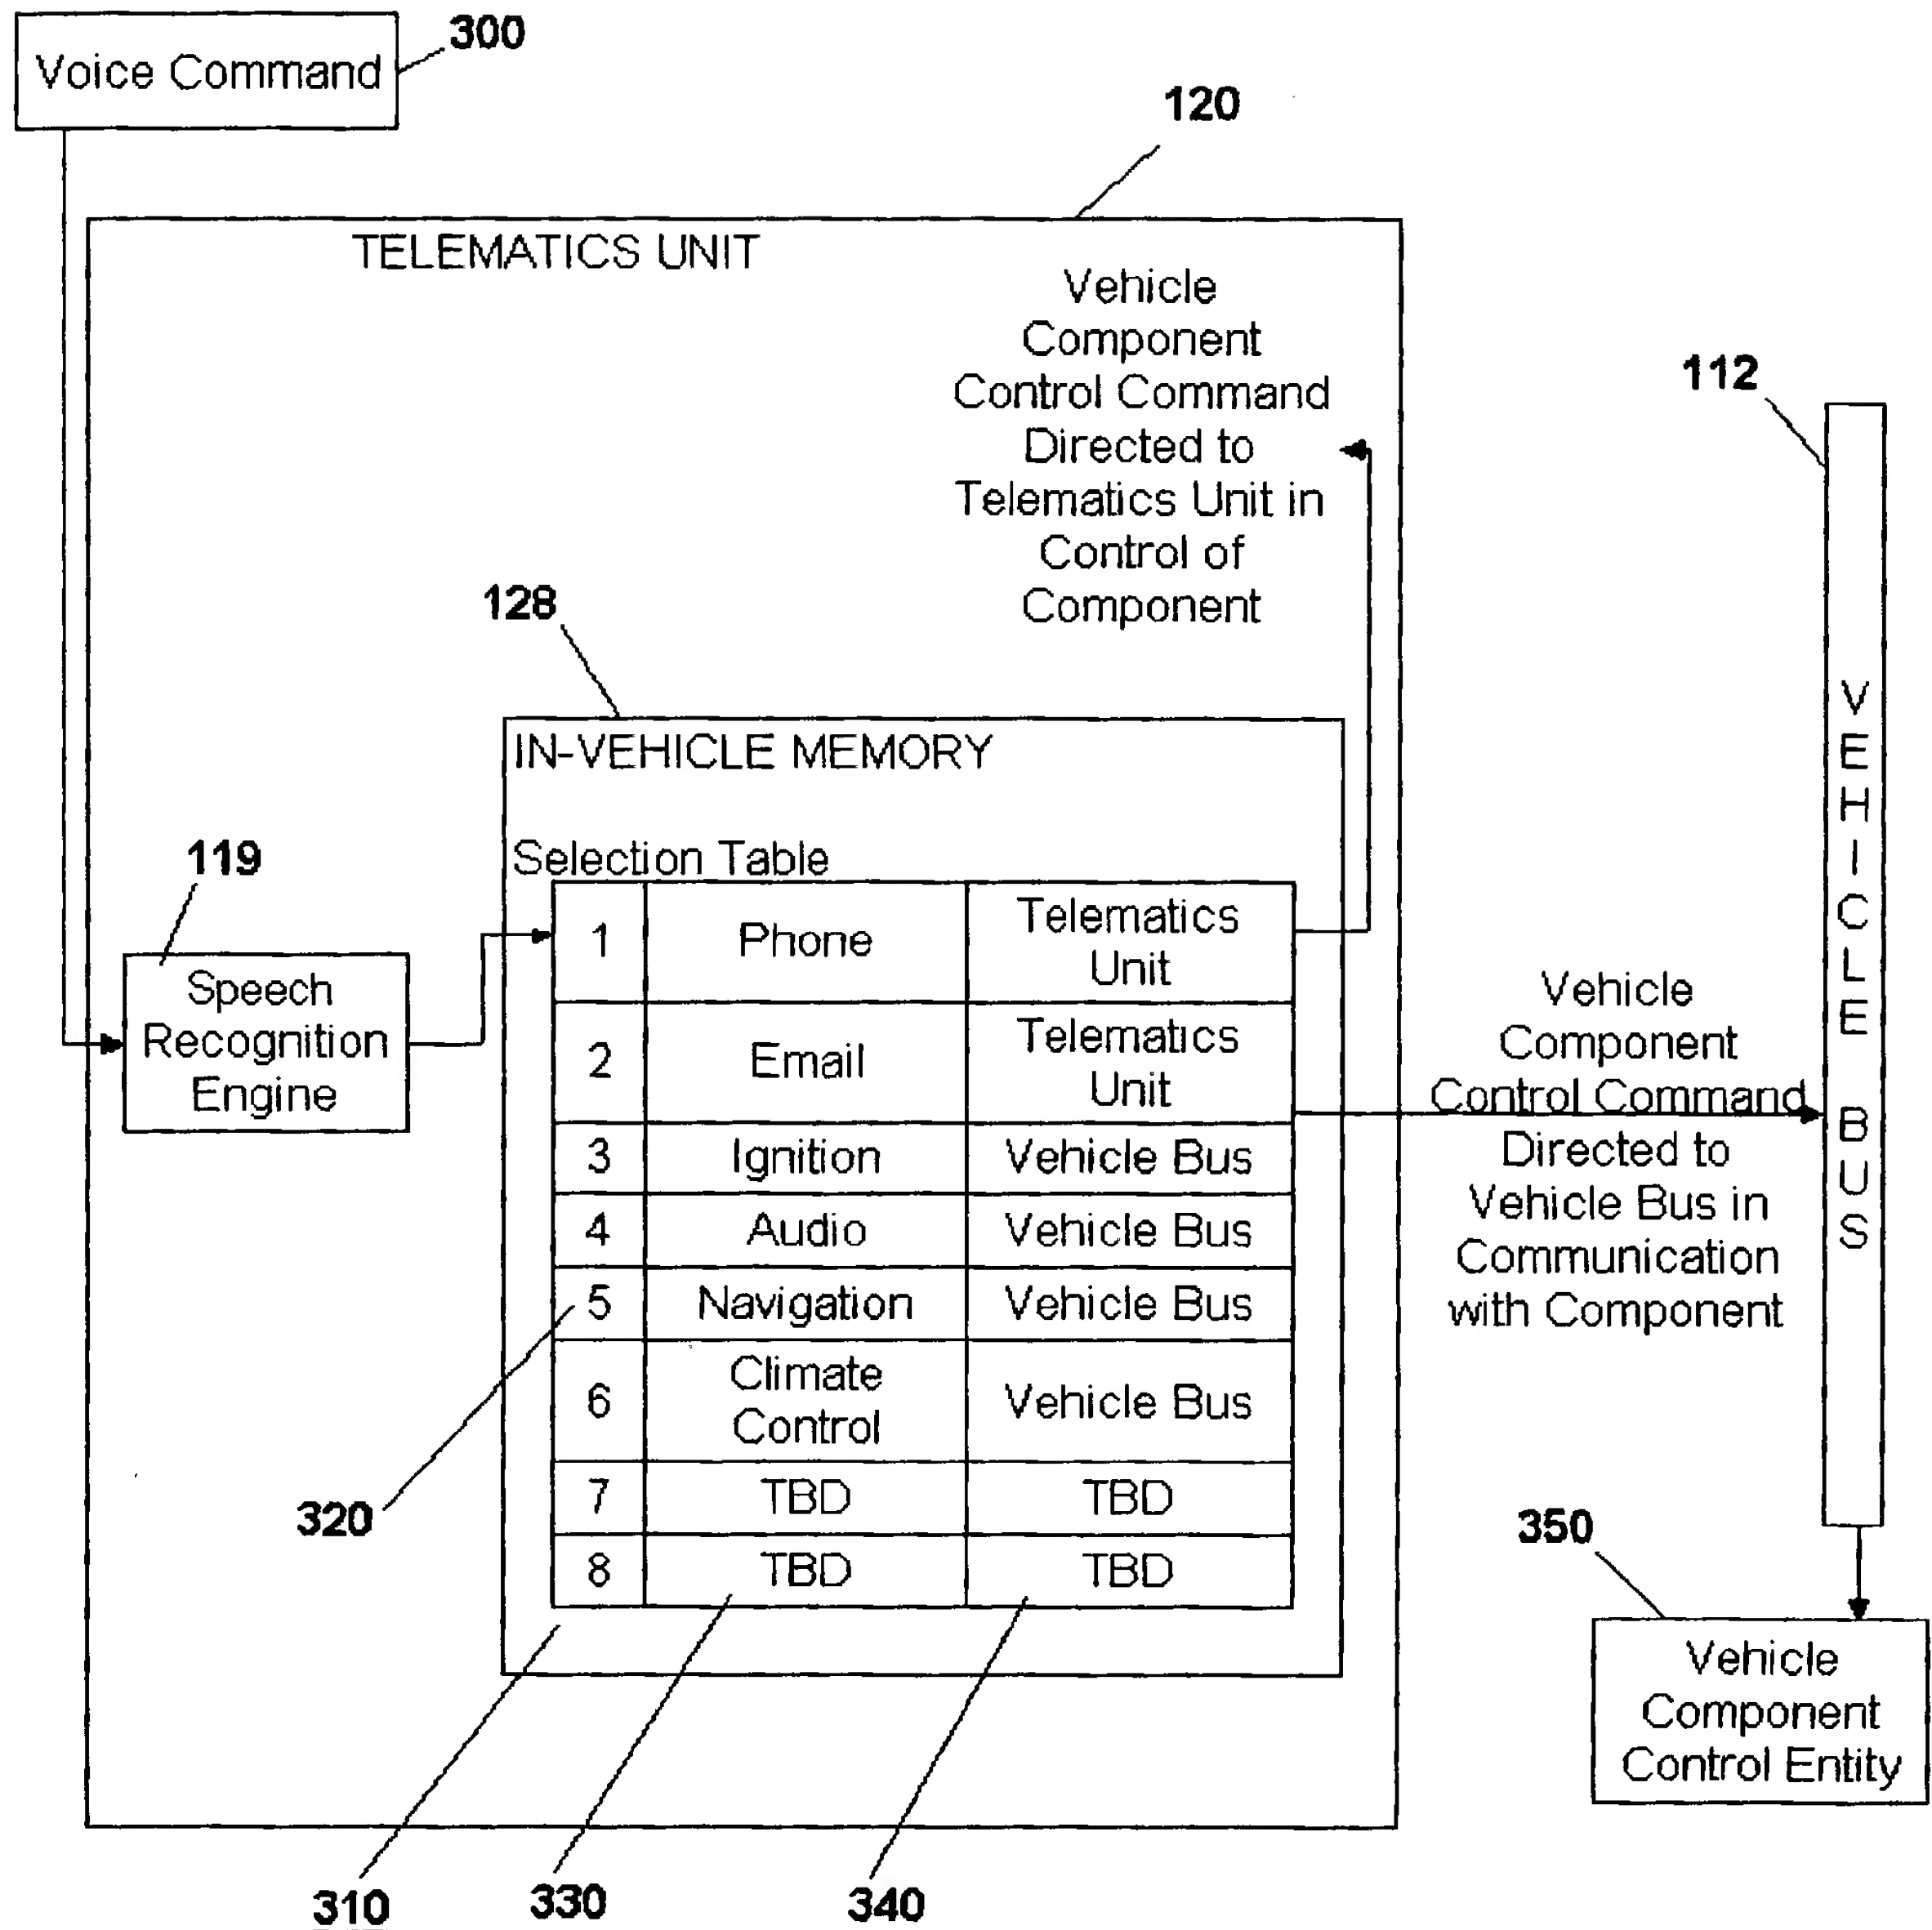 300
Voice Command
120
TELEMATICS UNIT
Vehicle
Component
Control Command
Directed to
Telematics Unit in
Control of
Component
112
128
IN-VEHICLE MEMORY
Selection Table
119
Speech
Recognition
Engine
1 Phone Telematics Unit
2 Email Telematics Unit
3 Ignition Vehicle Bus
4 Audio Vehicle Bus
5 Navigation Vehicle Bus
6 Climate Control Vehicle Bus
7 TBD TBD
8 TBD TBD
Vehicle
Component
Control Command
Directed to
Vehicle Bus in
Communication
with Component
VEHICLE BUS
320
350
Vehicle
Component
Control Entity
310
330
340